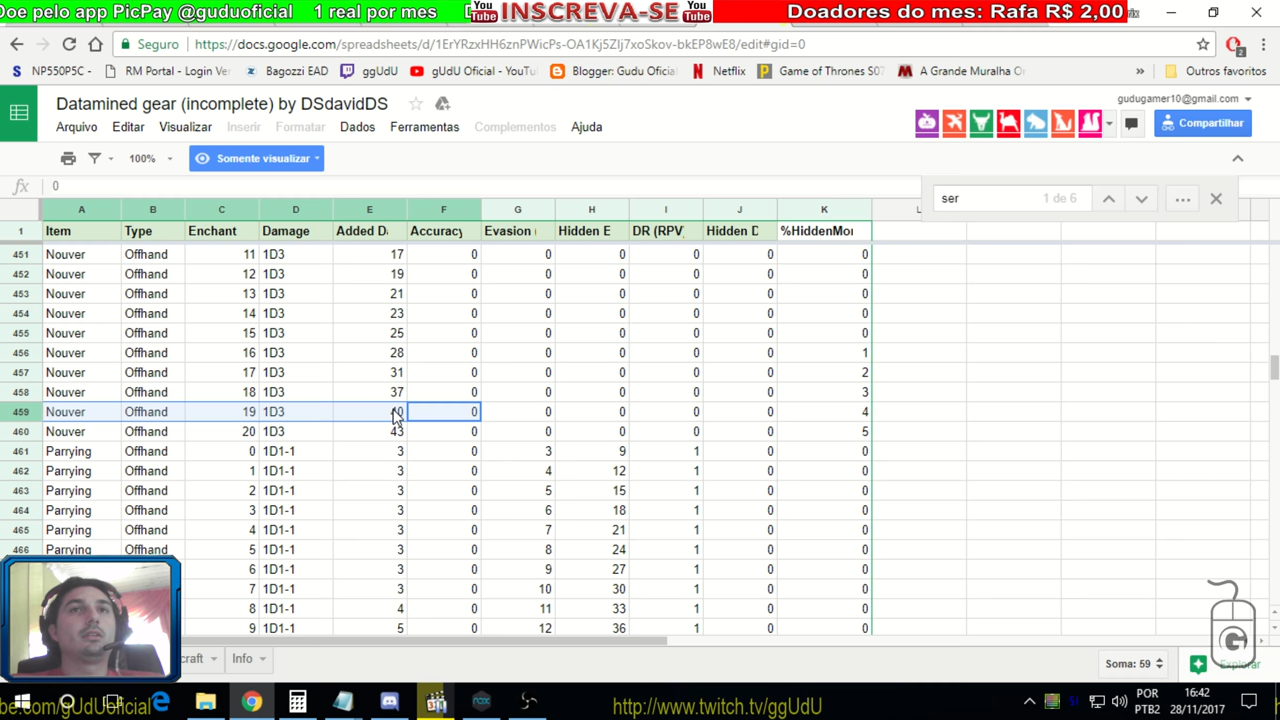 Doe pelo app PicPay @guduoficial 1 real por mes You Tube INSCREVA-SE You Tube Doadores do mes: Rafa R$ 2,00
Seguro https://docs.google.com/spreadsheets/d/1ErYRzxHH6znPWicPs-OA1Kj5ZIj7xoSkov-bkEP8wE8/edit#gid=0 2
S NP550P5C - RM Portal - Login Ver Bagozzi EAD ggUdU gUdU Oficial - YouTu Blogger: Gudu Oficia N Netflix P Game of Thrones S07 M A Grande Muralha Or » Outros favoritos
Datamined gear (incomplete) by DSdavidDS gudugamer10@gmail.com
Arquivo Editar Visualizar Inserir Formatar Dados Ferramentas Complementos Ajuda Compartilhar
100% Somente visualizar
fx 0 ser 1 de 6
A B C D E F G H I J K L
1 Item Type Enchant Damage Added Da Accuracy Evasion ( Hidden E DR (RPV Hidden D %HiddenMor
451 Nouver Offhand 11 1D3 17 0 0 0 0 0 0
452 Nouver Offhand 12 1D3 19 0 0 0 0 0 0
453 Nouver Offhand 13 1D3 21 0 0 0 0 0 0
454 Nouver Offhand 14 1D3 23 0 0 0 0 0 0
455 Nouver Offhand 15 1D3 25 0 0 0 0 0 0
456 Nouver Offhand 16 1D3 28 0 0 0 0 0 1
457 Nouver Offhand 17 1D3 31 0 0 0 0 0 2
458 Nouver Offhand 18 1D3 37 0 0 0 0 0 3
459 Nouver Offhand 19 1D3 40 0 0 0 0 0 4
460 Nouver Offhand 20 1D3 43 0 0 0 0 0 5
461 Parrying Offhand 0 1D1-1 3 0 3 9 1 0 0
462 Parrying Offhand 1 1D1-1 3 0 4 12 1 0 0
463 Parrying Offhand 2 1D1-1 3 0 5 15 1 0 0
464 Parrying Offhand 3 1D1-1 3 0 6 18 1 0 0
465 Parrying Offhand 4 1D1-1 3 0 7 21 1 0 0
466 Parrying Offhand 5 1D1-1 3 0 8 24 1 0 0
6 1D1-1 3 0 9 27 1 0 0
7 1D1-1 3 0 10 30 1 0 0
8 1D1-1 4 0 11 33 1 0 0
9 1D1-1 5 0 12 36 1 0 0
craft Info Soma: 59 Explorar
G
be.com/gUdUoficial http://www.twitch.tv/ggUdU
POR 16:42
PTB2 28/11/2017